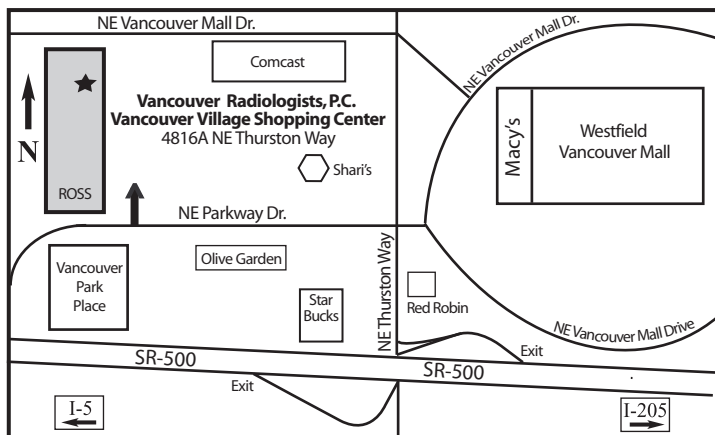 NE Vancouver Mall Dr.
NE Vancouver Mall Dr.
Comcast
Vancouver Radiologists, P.C.
Vancouver Village Shopping Center
4816A NE Thurston Way
N
ROSS
Shari's
Macy's
Westfield
Vancouver Mall
NE Parkway Dr.
Vancouver
Park
Place
Olive Garden
Star
Bucks
NE Thurston Way
Red Robin
NE Vancouver Mall Drive
Exit
SR-500
SR-500
Exit
I-5
I-205